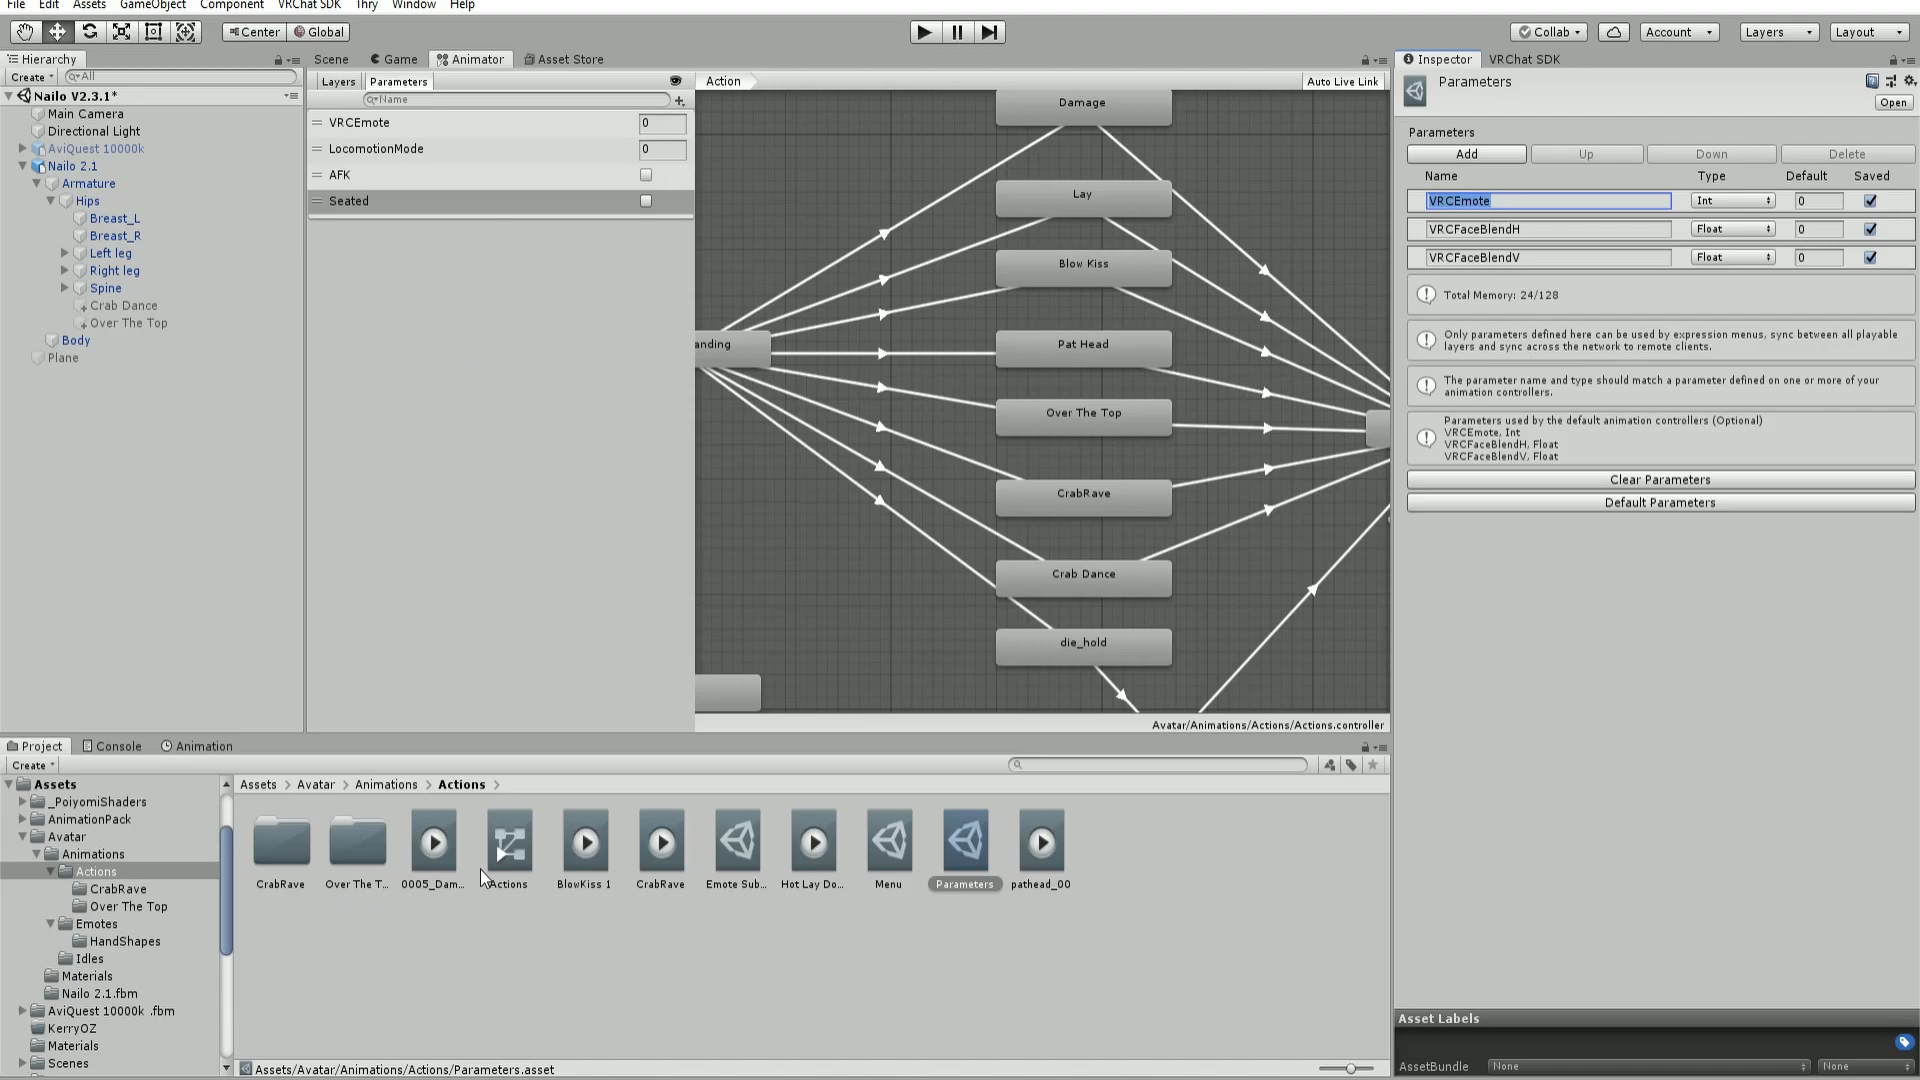 File Edit Assets GameObject Component VRChat SDK Thry Window Help
Center Global
Collab Account Layers Layout
Hierarchy
Create All
Nailo V2.3.1*
Main Camera
Directional Light
AviQuest 10000k
Nailo 2.1
Armature
Hips
Breast_L
Breast_R
Left leg
Right leg
Spine
Crab Dance
Over The Top
Body
Plane
Scene Game Animator Asset Store
Layers Parameters
Name
VRCEmote 0
LocomotionMode 0
AFK
Seated
Action Auto Live Link
Damage
Lay
Blow Kiss
anding
Pat Head
Over The Top
CrabRave
Crab Dance
die_hold
Avatar/Animations/Actions/Actions.controller
Inspector VRChat SDK
Parameters
Open
Parameters
Add Up Down Delete
Name Type Default Saved
VRCEmote Int 0
VRCFaceBlendH Float 0
VRCFaceBlendV Float 0
Total Memory: 24/128
Only parameters defined here can be used by expression menus, sync between all playable
layers and sync across the network to remote clients.
The parameter name and type should match a parameter defined on one or more of your
animation controllers.
Parameters used by the default animation controllers (Optional)
VRCEmote, Int
VRCFaceBlendH, Float
VRCFaceBlendV, Float
Clear Parameters
Default Parameters
Project Console Animation
Create
Assets
_PoiyomiShaders
AnimationPack
Avatar
Animations
Actions
CrabRave
Over The Top
Emotes
HandShapes
Idles
Materials
Nailo 2.1.fbm
AviQuest 10000k .fbm
KerryOZ
Materials
Scenes
Assets > Avatar > Animations > Actions >
CrabRave Over The T... 0005_Dam... Actions BlowKiss 1 CrabRave Emote Sub... Hot Lay Do... Menu Parameters pathead_00
Assets/Avatar/Animations/Actions/Parameters.asset
Asset Labels
AssetBundle None None